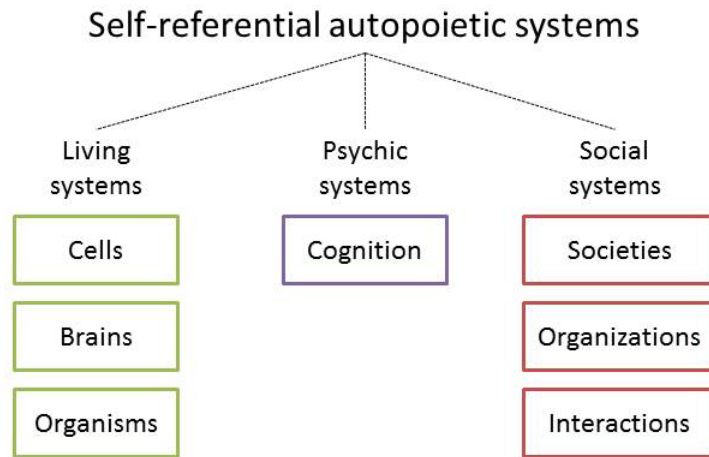 Self-referential autopoietic systems
Living
systems
Psychic
systems
Social
systems
Cells
Cognition
Societies
Brains
Organizations
Organisms
Interactions